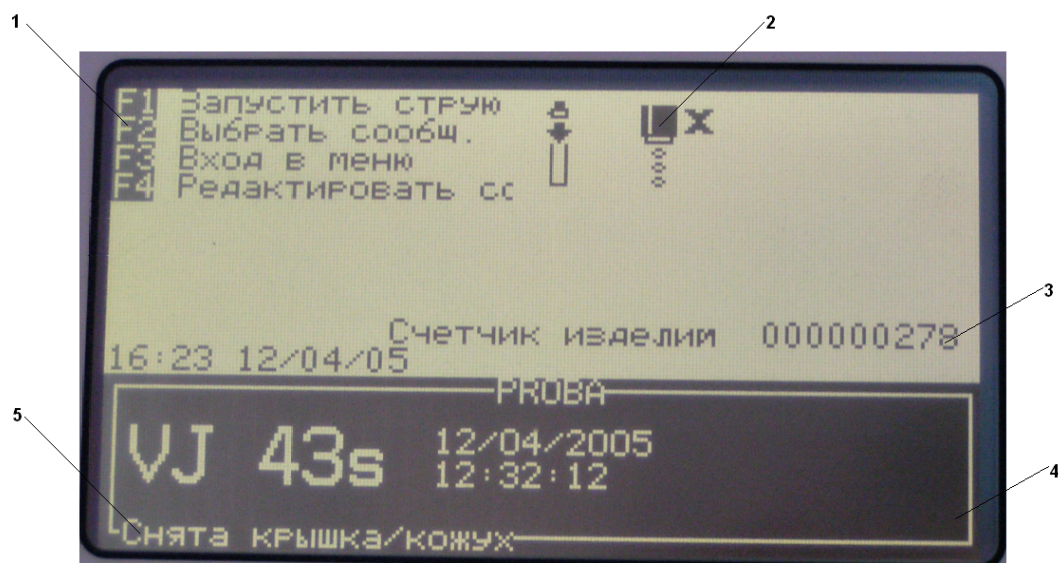 1
2
F1 Запустить струю
F2 Выбрать сообщ.
F3 Вход в меню
F4 Редактировать сс
3
Счетчик изделим 000000278
16:23 12/04/05
PROBA
5
VJ 43s
12/04/2005
12:32:12
4
Снята крышка/кожух